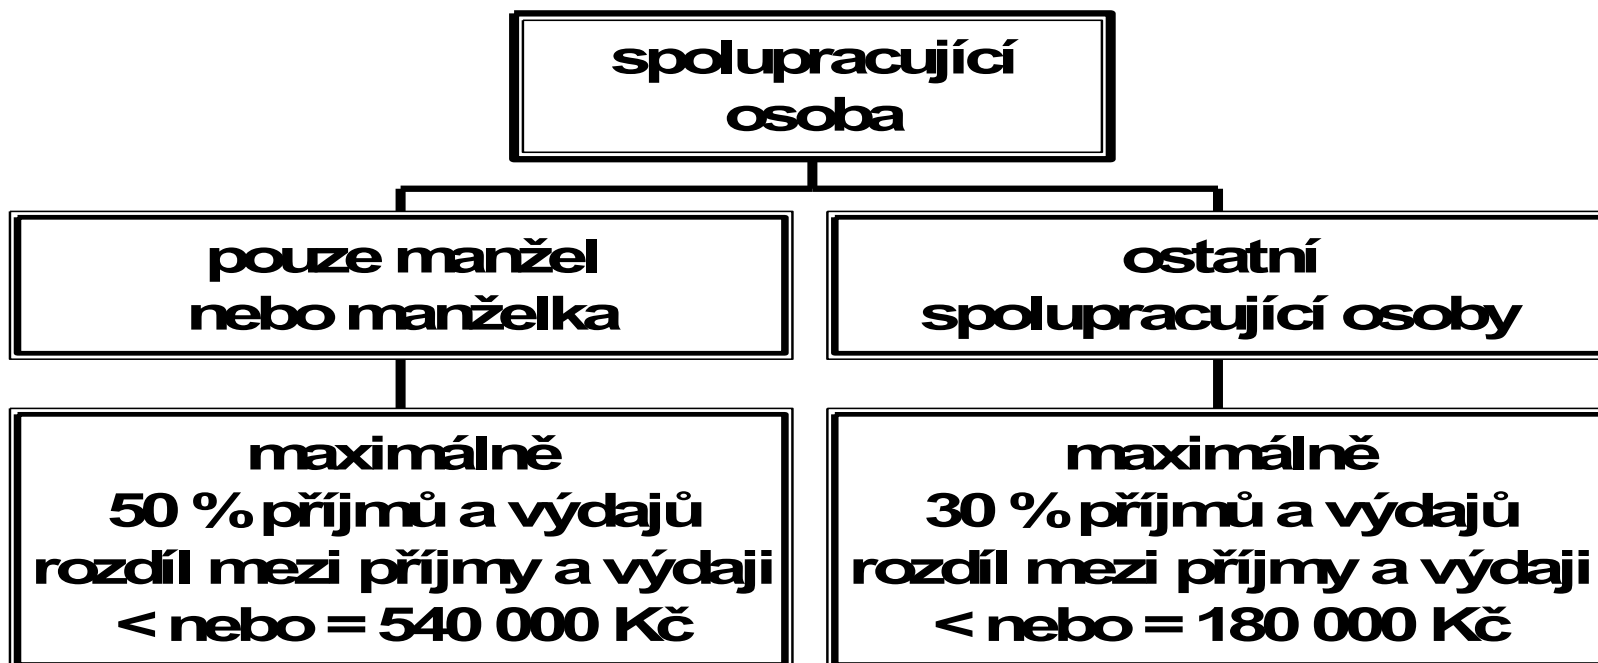 spolupracující
osoba
pouze manžel
nebo manželka
ostatní
spolupracující osoby
maximálně
50 % příjmů a výdajů
rozdíl mezi příjmy a výdaji
< nebo = 540 000 Kč
maximálně
30 % příjmů a výdajů
rozdíl mezi příjmy a výdaji
< nebo = 180 000 Kč